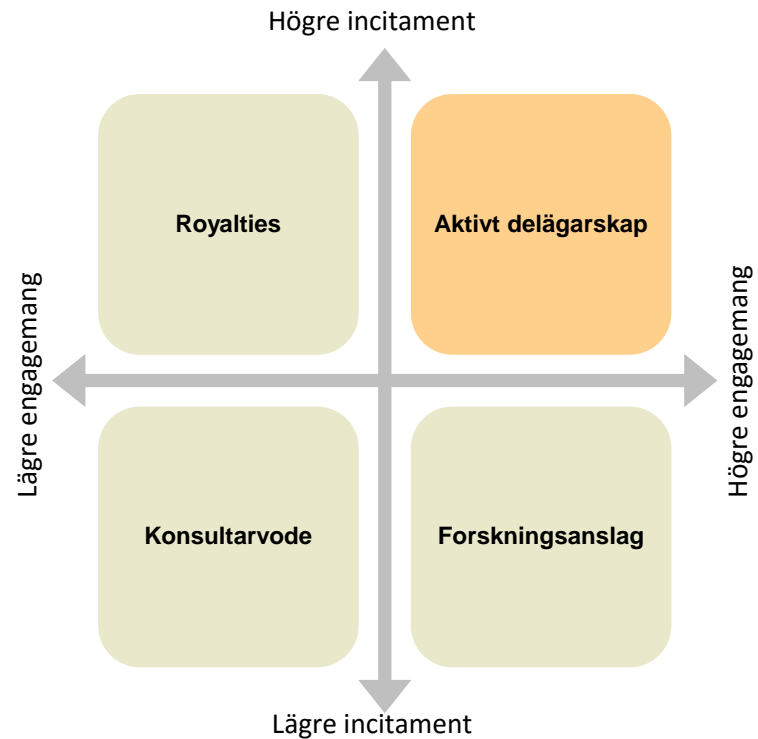 Högre incitament
Royalties
Aktivt delägarskap
Lägre engagemang
Högre engagemang
Konsultarvode
Forskningsanslag
Lägre incitament